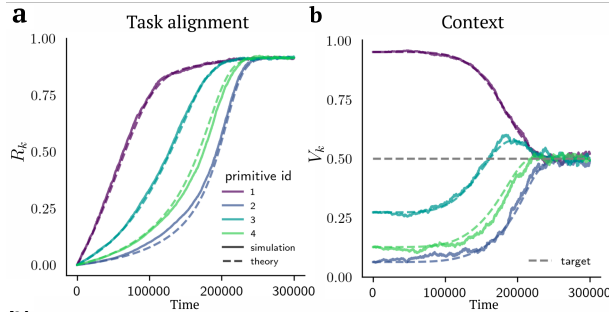 a
Task alignment
1.00
0.75
0.50
0.25
0.00
R_k
primitive id
1
2
3
4
simulation
theory
0
100000
200000
300000
Time
b
Context
1.00
0.75
0.50
0.25
0.00
V_k
target
0
100000
200000
300000
Time